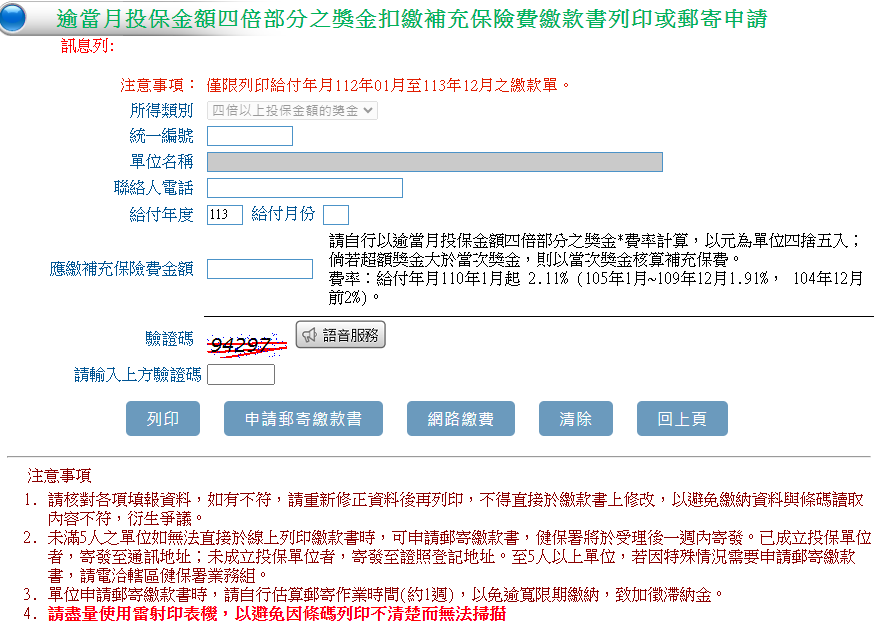 逾當月投保金額四倍部分之獎金扣繳補充保險費繳款書列印或郵寄申請
訊息列:
注意事項： 僅限列印給付年月112年01月至113年12月之繳款單。
所得類別 四倍以上投保金額的獎金
統一編號
單位名稱
聯絡人電話
給付年度 113 給付月份
應繳補充保險費金額
請自行以逾當月投保金額四倍部分之獎金*費率計算，以元為單位四捨五入；
倘若超額獎金大於當次獎金，則以當次獎金核算補充保費。
費率：給付年月110年1月起 2.11% (105年1月~109年12月1.91%， 104年12月
前2%)。
驗證碼 94297 語音服務
請輸入上方驗證碼
列印 申請郵寄繳款書 網路繳費 清除 回上頁
注意事項
1. 請核對各項填報資料，如有不符，請重新修正資料後再列印，不得直接於繳款書上修改，以避免繳納資料與條碼讀取
內容不符，衍生爭議。
2. 未滿5人之單位如無法直接於線上列印繳款書時，可申請郵寄繳款書，健保署將於受理後一週內寄發。已成立投保單位
者，寄發至通訊地址；未成立投保單位者，寄發至證照登記地址。至5人以上單位，若因特殊情況需要申請郵寄繳款
書，請電洽轄區健保署業務組。
3. 單位申請郵寄繳款書時，請自行估算郵寄作業時間(約1週)，以免逾寬限期繳納，致加徵滯納金。
4. 請盡量使用雷射印表機，以避免因條碼列印不清楚而無法掃描